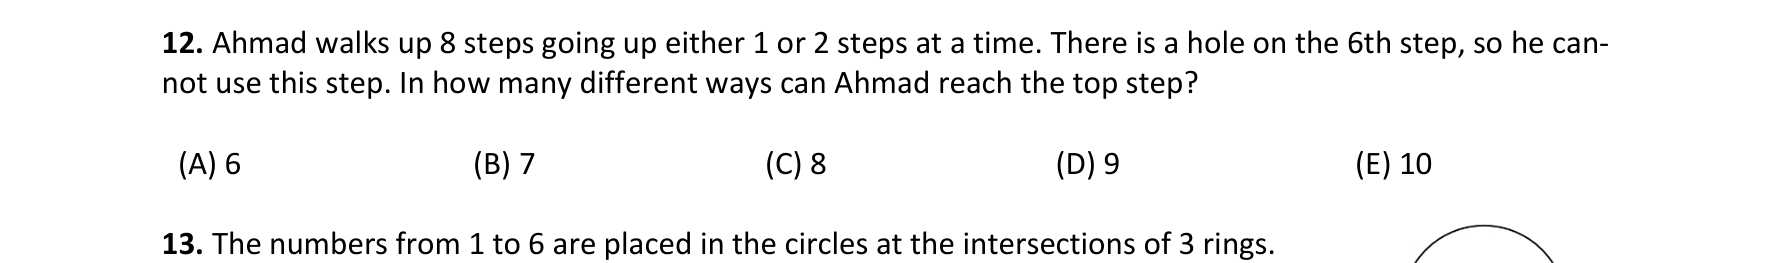 12. Ahmad walks up 8 steps going up either 1 or 2 steps at a time. There is a hole on the 6th step, so he can-
not use this step. In how many different ways can Ahmad reach the top step?
(A) 6 (B) 7 (C) 8 (D) 9 (E) 10
13. The numbers from 1 to 6 are placed in the circles at the intersections of 3 rings.